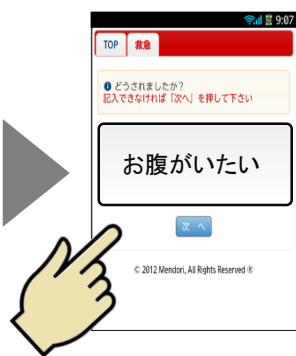 9:07
TOP 救急
どうされましたか?
記入できなければ「次へ」を押して下さい
お腹がいたい
次 へ
© 2012 Mendori, All Rights Reserved ®